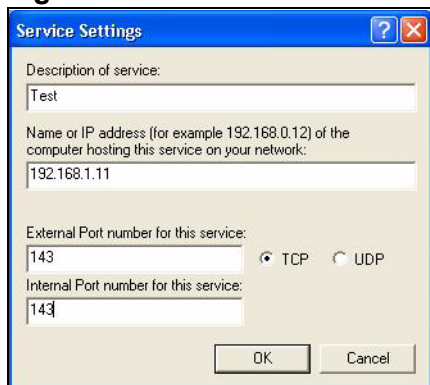 Service Settings
Description of service:
Test
Name or IP address (for example 192.168.0.12) of the
computer hosting this service on your network:
192.168.1.11
External Port number for this service:
143
TCP UDP
Internal Port number for this service:
143
OK Cancel